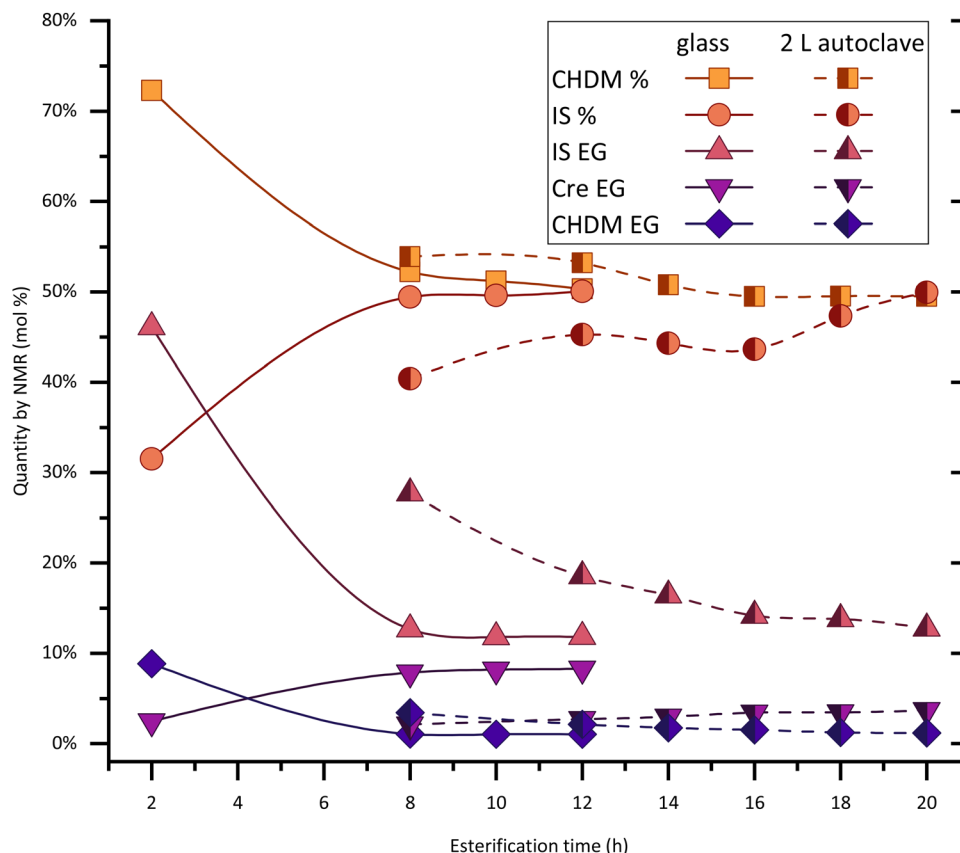 80%
70%
60%
50%
40%
30%
20%
10%
0%
Quantity by NMR (mol %)
glass 2 L autoclave
CHDM %
IS %
IS EG
Cre EG
CHDM EG
2 4 6 8 10 12 14 16 18 20
Esterification time (h)